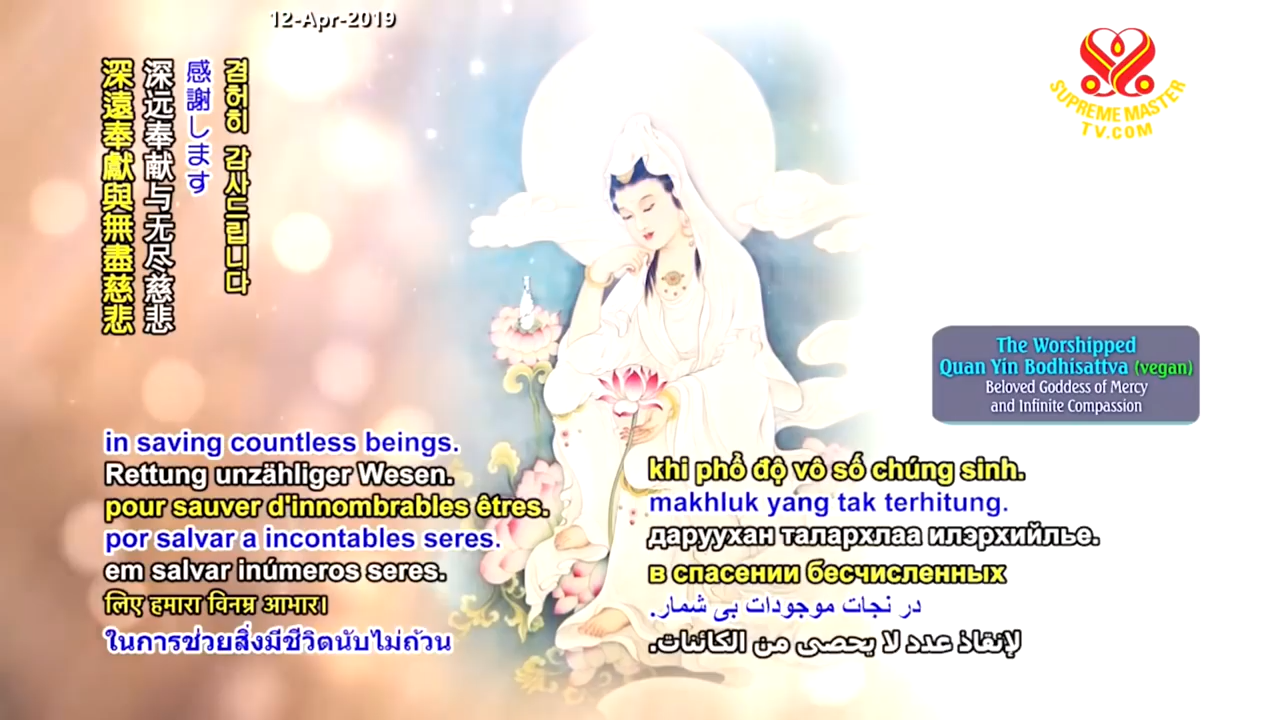 12-Apr-2019
SUPREME MASTER
TV.COM
겸허히 감사드립니다
感謝します
深远奉献与无尽慈悲
深遠奉獻與無盡慈悲
The Worshipped
Quan Yin Bodhisattva (vegan)
Beloved Goddess of Mercy
and Infinite Compassion
in saving countless beings.
Rettung unzähliger Wesen.
pour sauver d'innombrables êtres.
por salvar a incontables seres.
em salvar inúmeros seres.
लिए हमारा विनम्र आभार।
ในการช่วยสิ่งมีชีวิตนับไม่ถ้วน
khi phổ độ vô số chúng sinh.
makhluk yang tak terhitung.
даруухан талархлаа илэрхийлье.
в спасении бесчисленных
در نجات موجودات بی شمار.
لإنقاذ عدد لا يحصى من الكائنات.